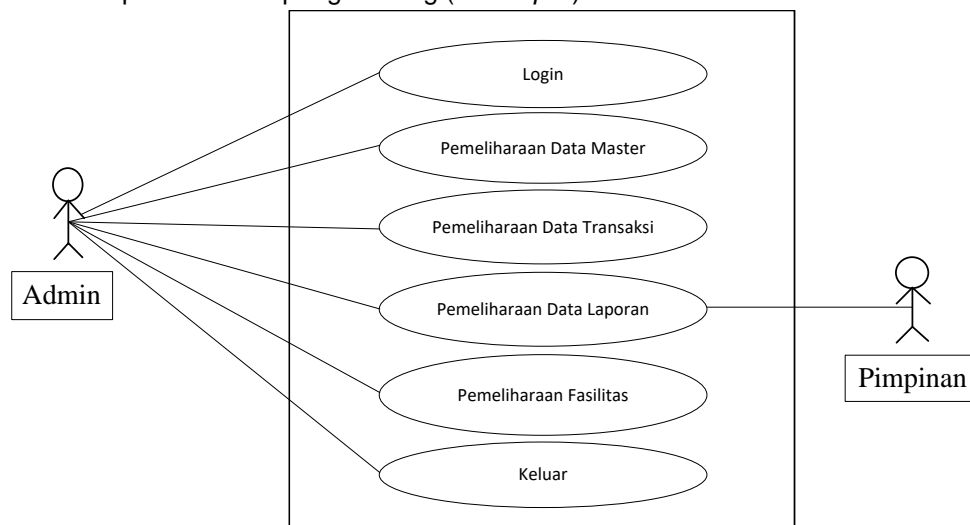 Login
Pemeliharaan Data Master
Pemeliharaan Data Transaksi
Admin
Pemeliharaan Data Laporan
Pimpinan
Pemeliharaan Fasilitas
Keluar